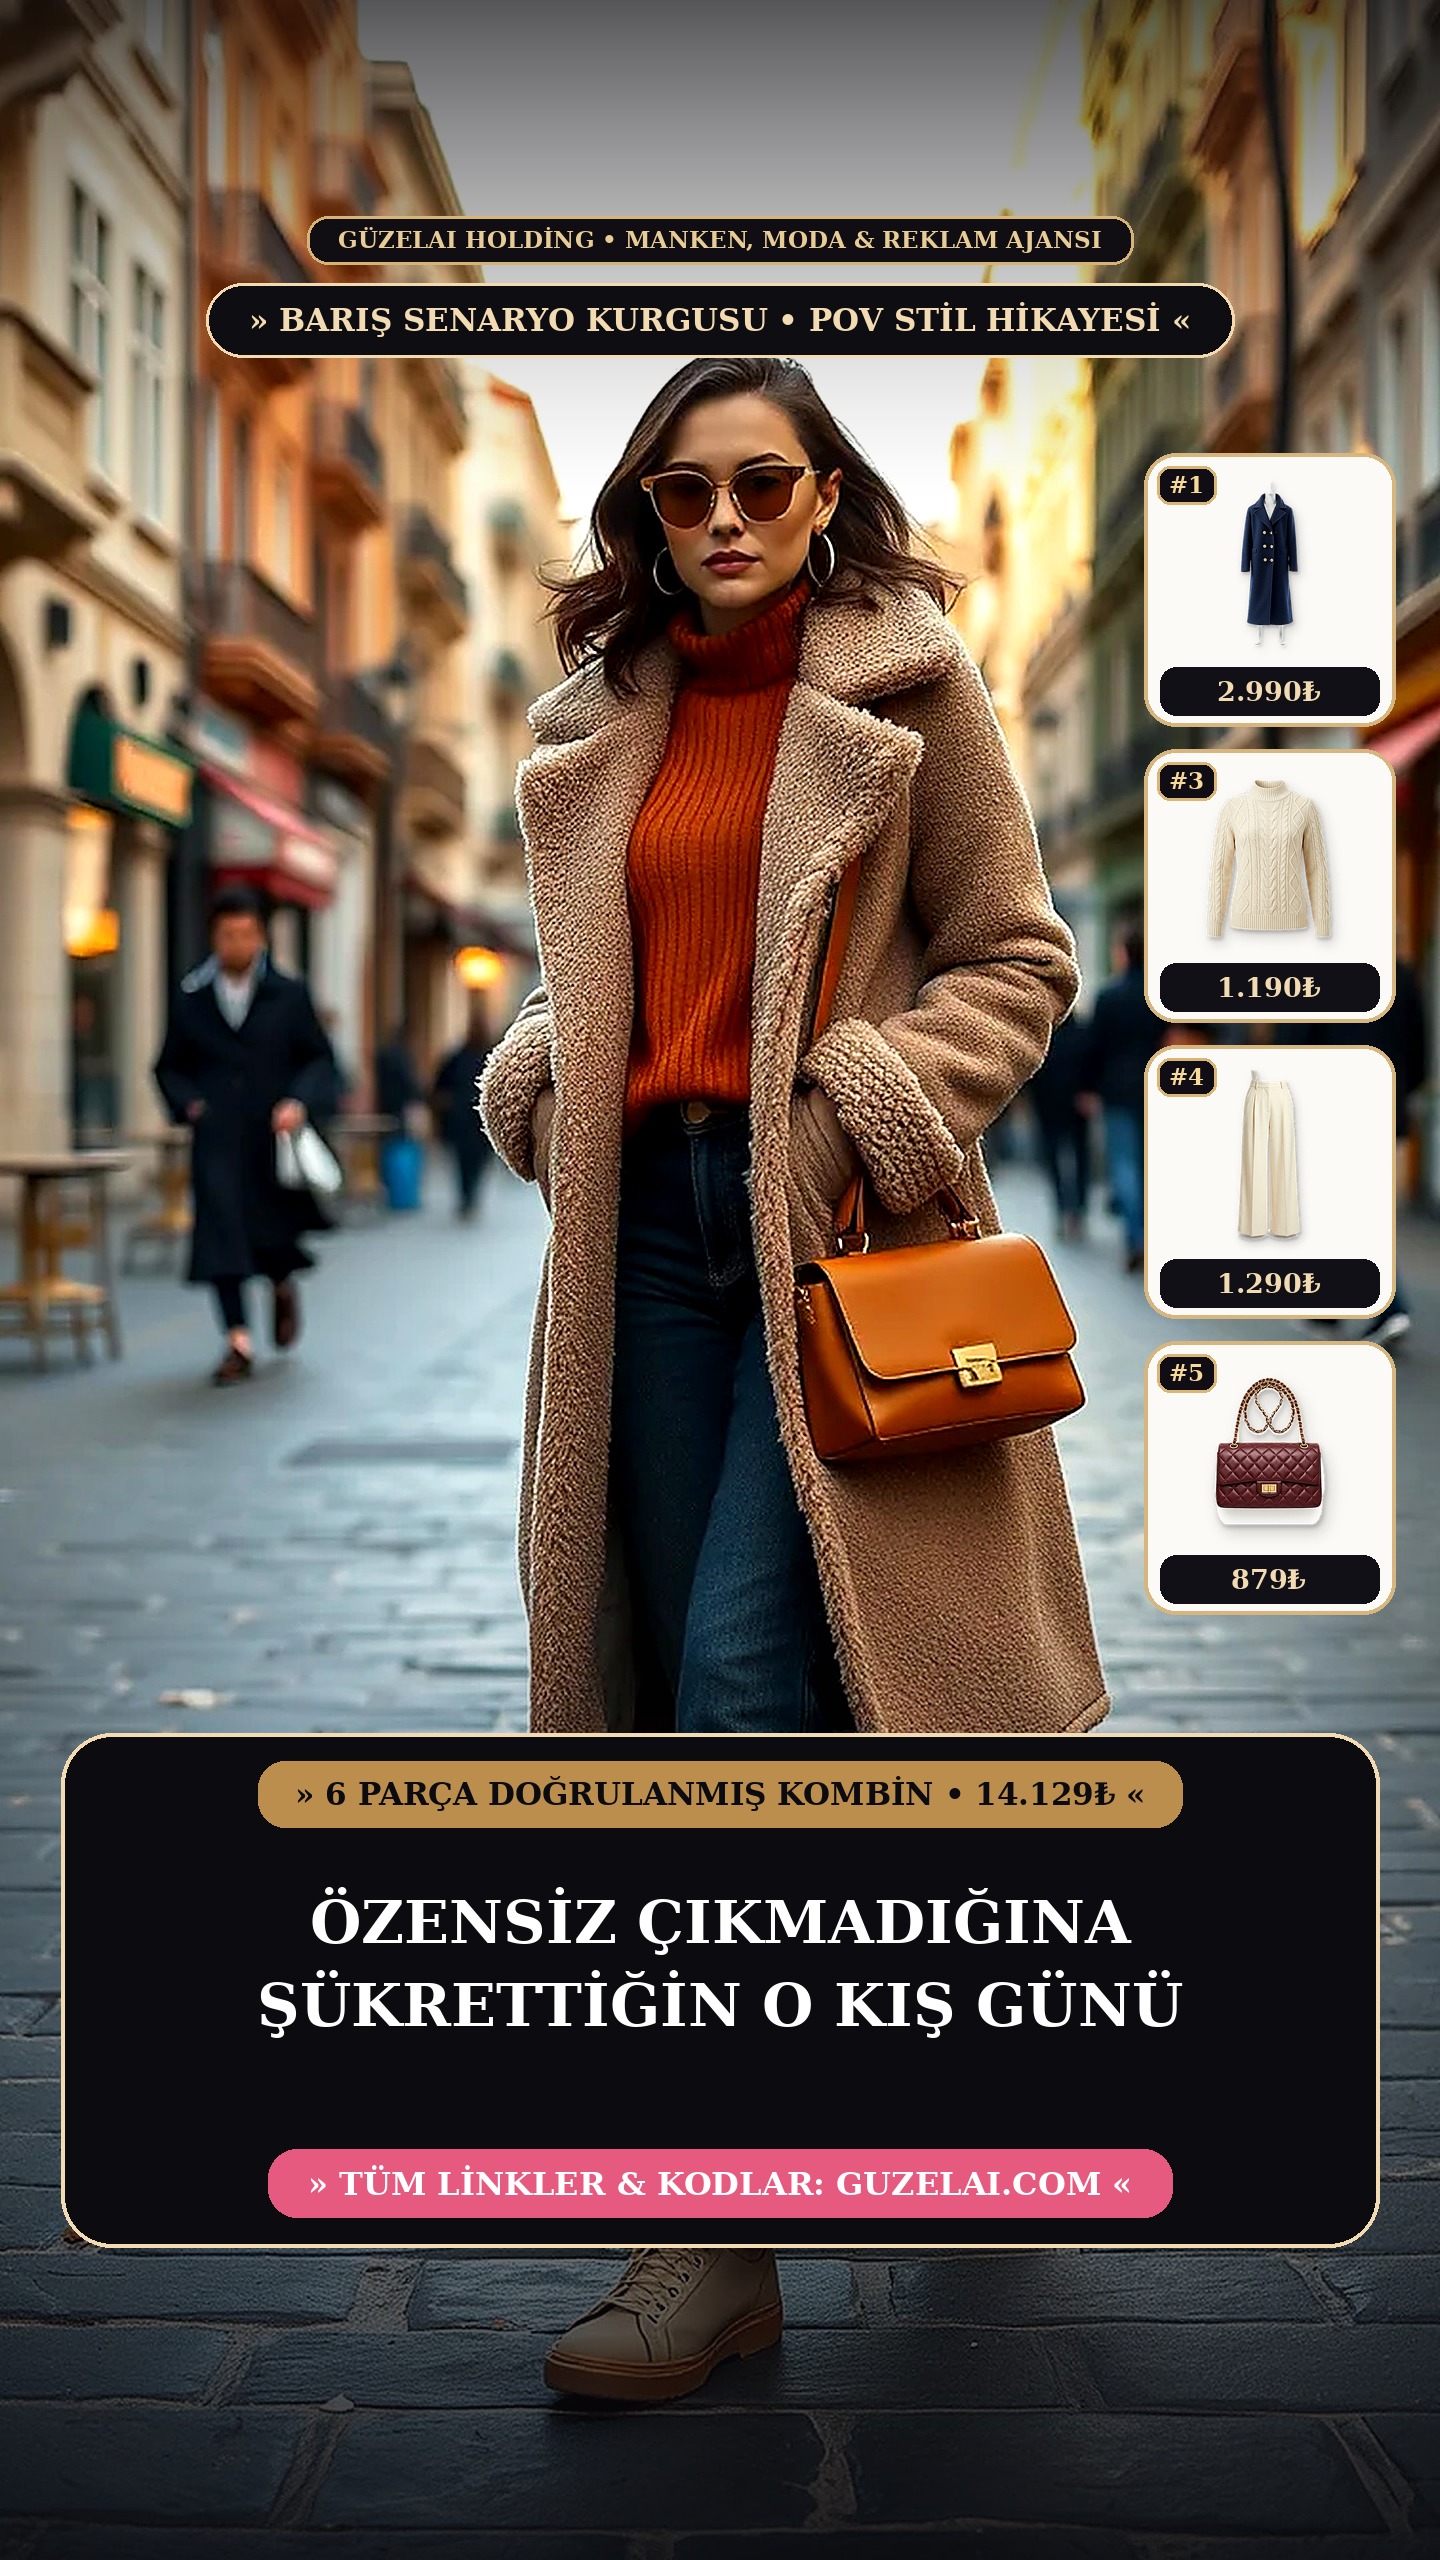 GÜZELAI HOLDİNG • MANKEN, MODA & REKLAM AJANSI
» BARIŞ SENARYO KURGUSU • POV STİL HİKAYESİ «
#1
2.990₺
#3
1.190₺
#4
1.290₺
#5
879₺
» 6 PARÇA DOĞRULANMIŞ KOMBİN • 14.129₺ «
ÖZENSİZ ÇIKMADIĞINA
ŞÜKRETTİĞİN O KIŞ GÜNÜ
» TÜM LİNKLER & KODLAR: GUZELAI.COM «